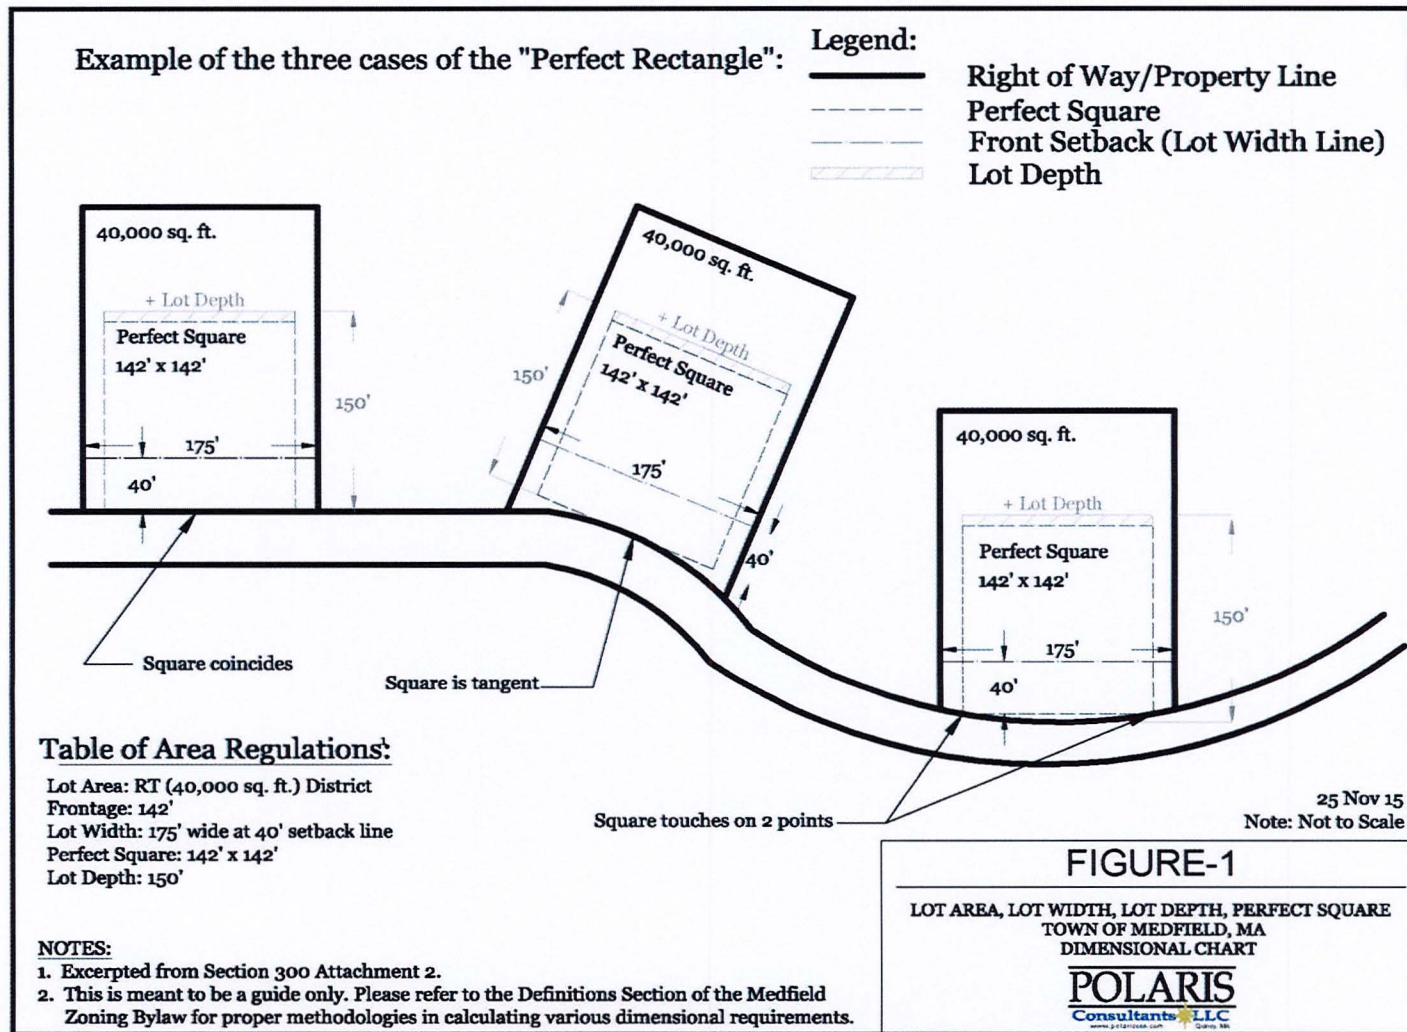 Example of the three cases of the "Perfect Rectangle":
Legend:
Right of Way/Property Line
Perfect Square
Front Setback (Lot Width Line)
Lot Depth
40,000 sq. ft.
+ Lot Depth
Perfect Square
142' x 142'
150'
175'
40'
40,000 sq. ft.
+ Lot Depth
Perfect Square
142' x 142'
150'
175'
40'
40,000 sq. ft.
+ Lot Depth
Perfect Square
142' x 142'
150'
175'
40'
Square coincides
Square is tangent
Square touches on 2 points
Table of Area Regulations:
Lot Area: RT (40,000 sq. ft.) District
Frontage: 142'
Lot Width: 175' wide at 40' setback line
Perfect Square: 142' x 142'
Lot Depth: 150'
NOTES:
1. Excerpted from Section 300 Attachment 2.
2. This is meant to be a guide only. Please refer to the Definitions Section of the Medfield
Zoning Bylaw for proper methodologies in calculating various dimensional requirements.
25 Nov 15
Note: Not to Scale
FIGURE-1
LOT AREA, LOT WIDTH, LOT DEPTH, PERFECT SQUARE
TOWN OF MEDFIELD, MA
DIMENSIONAL CHART
POLARIS
Consultants LLC